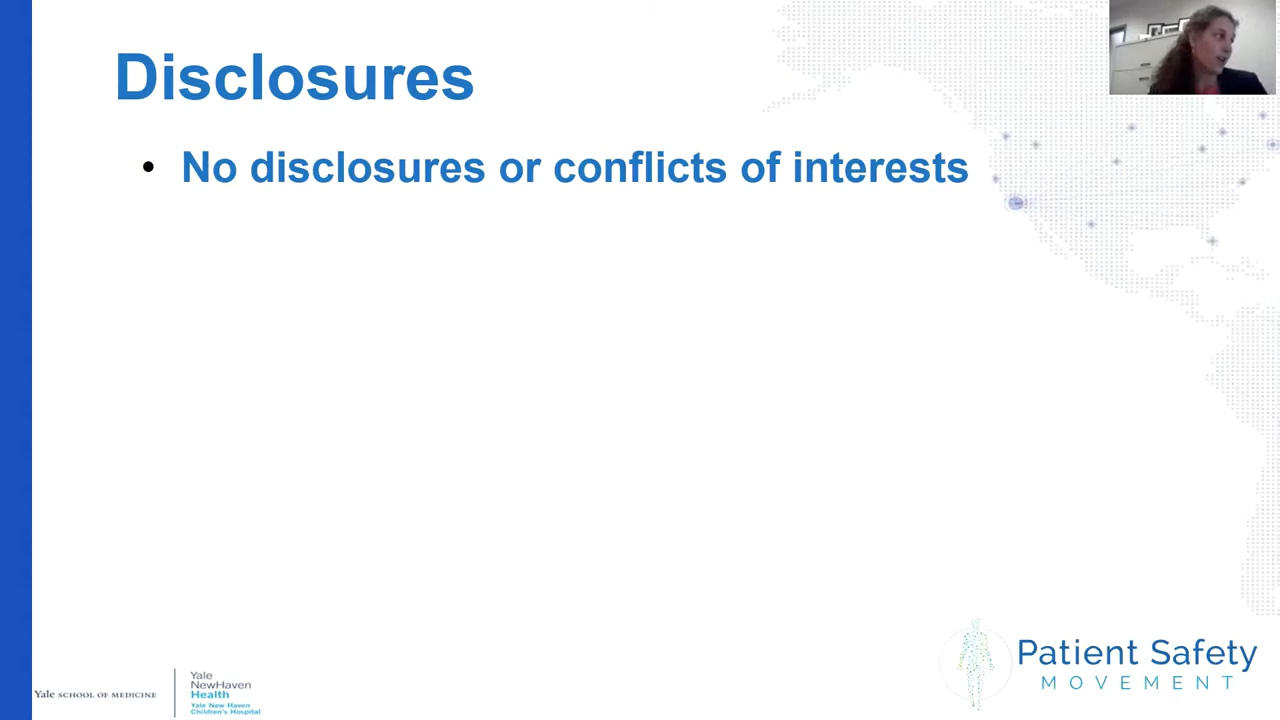 Disclosures
• No disclosures or conflicts of interests
Yale SCHOOL OF MEDICINE
Yale
NewHaven
Health
Yale New Haven
Children's Hospital
Patient Safety
MOVEMENT